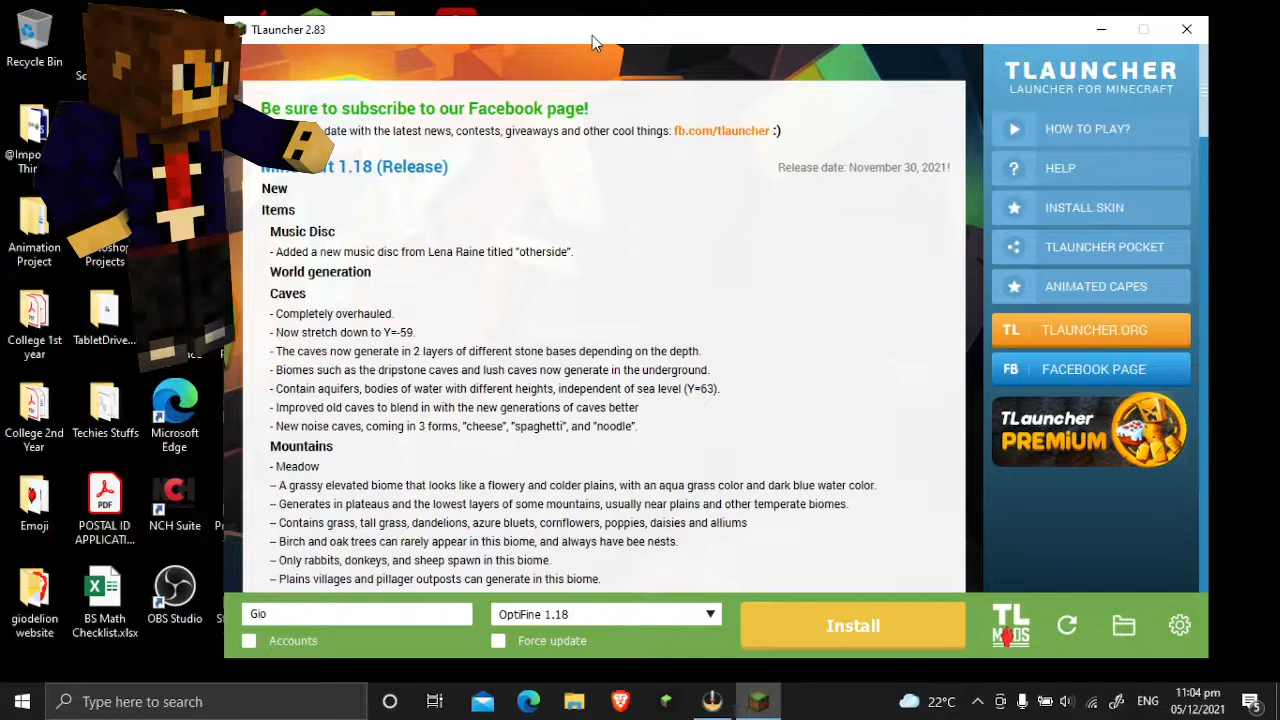 TLauncher 2.83
Recycle Bin
Sc
@Impor
Thin
Animation
Project
otoshor
Projects
College 1st
year
TabletDrive...
College 2nd
Year
Techies Stuffs
Microsoft
Edge
Emoji
POSTAL ID
APPLICATI...
NCH Suite
giodelion
website
BS Math
Checklist.xlsx
OBS Studio
Be sure to subscribe to our Facebook page!
date with the latest news, contests, giveaways and other cool things: fb.com/tlauncher :)
1.18 (Release)
Release date: November 30, 2021!
New
Items
Music Disc
- Added a new music disc from Lena Raine titled "otherside".
World generation
Caves
- Completely overhauled.
- Now stretch down to Y=-59.
- The caves now generate in 2 layers of different stone bases depending on the depth.
- Biomes such as the dripstone caves and lush caves now generate in the underground.
- Contain aquifers, bodies of water with different heights, independent of sea level (Y=63).
- Improved old caves to blend in with the new generations of caves better
- New noise caves, coming in 3 forms, "cheese", "spaghetti", and "noodle".
Mountains
- Meadow
-- A grassy elevated biome that looks like a flowery and colder plains, with an aqua grass color and dark blue water color.
-- Generates in plateaus and the lowest layers of some mountains, usually near plains and other temperate biomes.
-- Contains grass, tall grass, dandelions, azure bluets, cornflowers, poppies, daisies and alliums
-- Birch and oak trees can rarely appear in this biome, and always have bee nests.
-- Only rabbits, donkeys, and sheep spawn in this biome.
-- Plains villages and pillager outposts can generate in this biome.
TLAUNCHER
LAUNCHER FOR MINECRAFT
HOW TO PLAY?
? HELP
INSTALL SKIN
TLAUNCHER POCKET
ANIMATED CAPES
TL TLAUNCHER.ORG
FB FACEBOOK PAGE
TLauncher
PREMIUM
Gio
OptiFine 1.18
Install
TL
MODS
Accounts
Force update
Type here to search
22°C
ENG
11:04 pm
05/12/2021
5